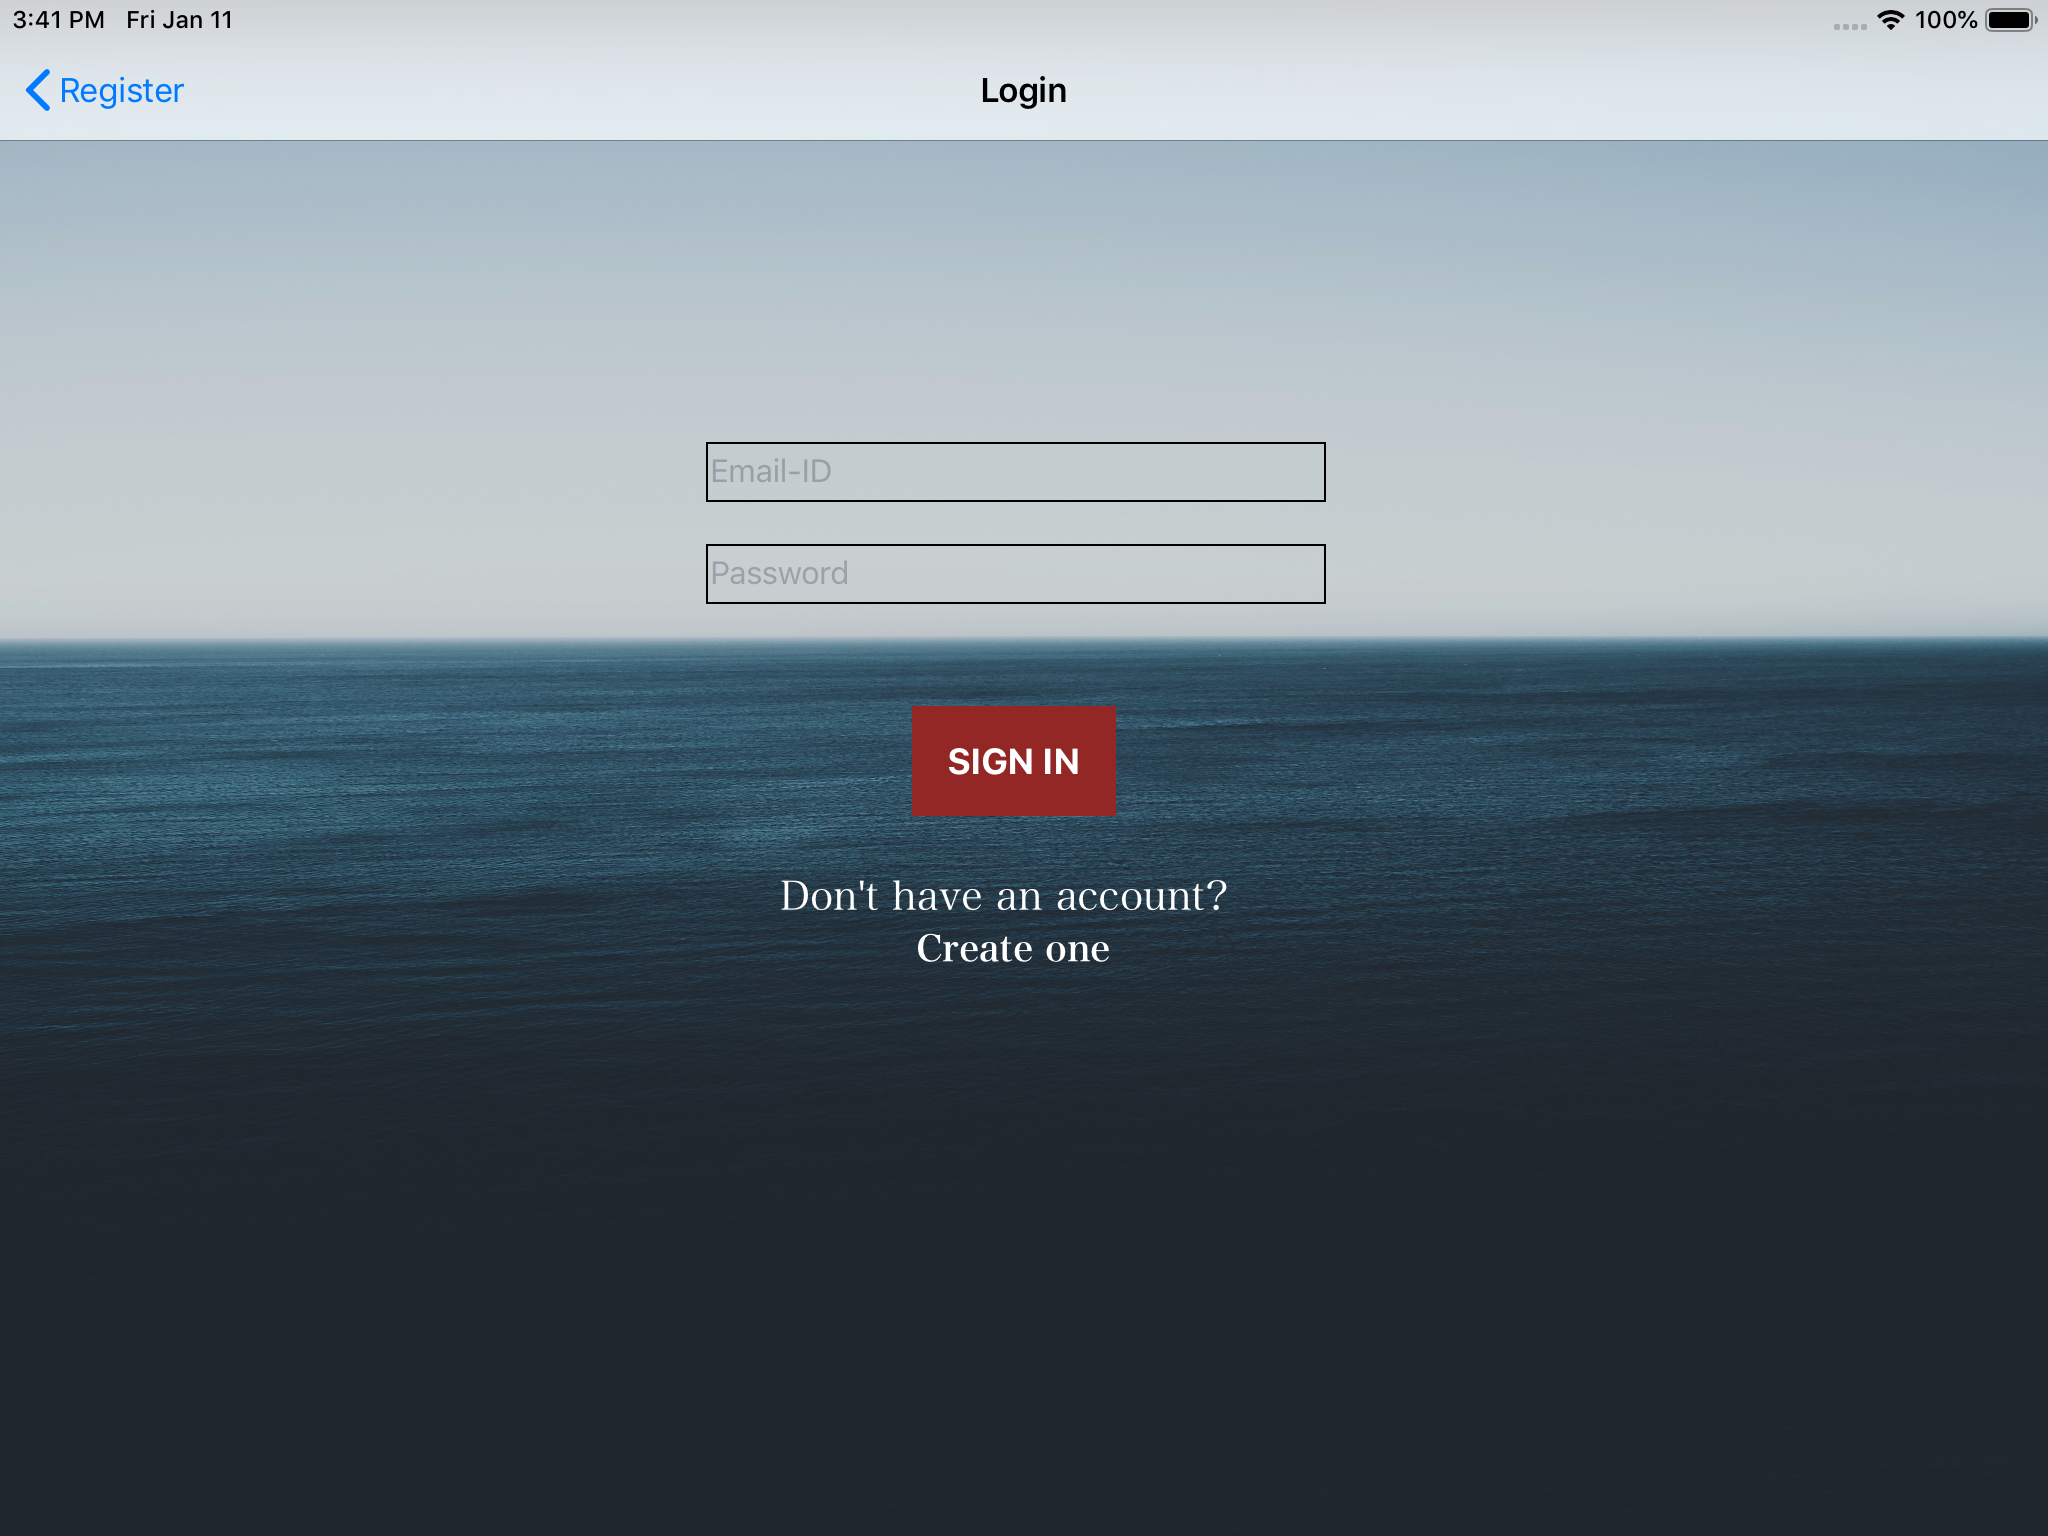 3:41 PM Fri Jan 11 100%
Register Login
Email-ID
Password
SIGN IN
Don't have an account?
Create one